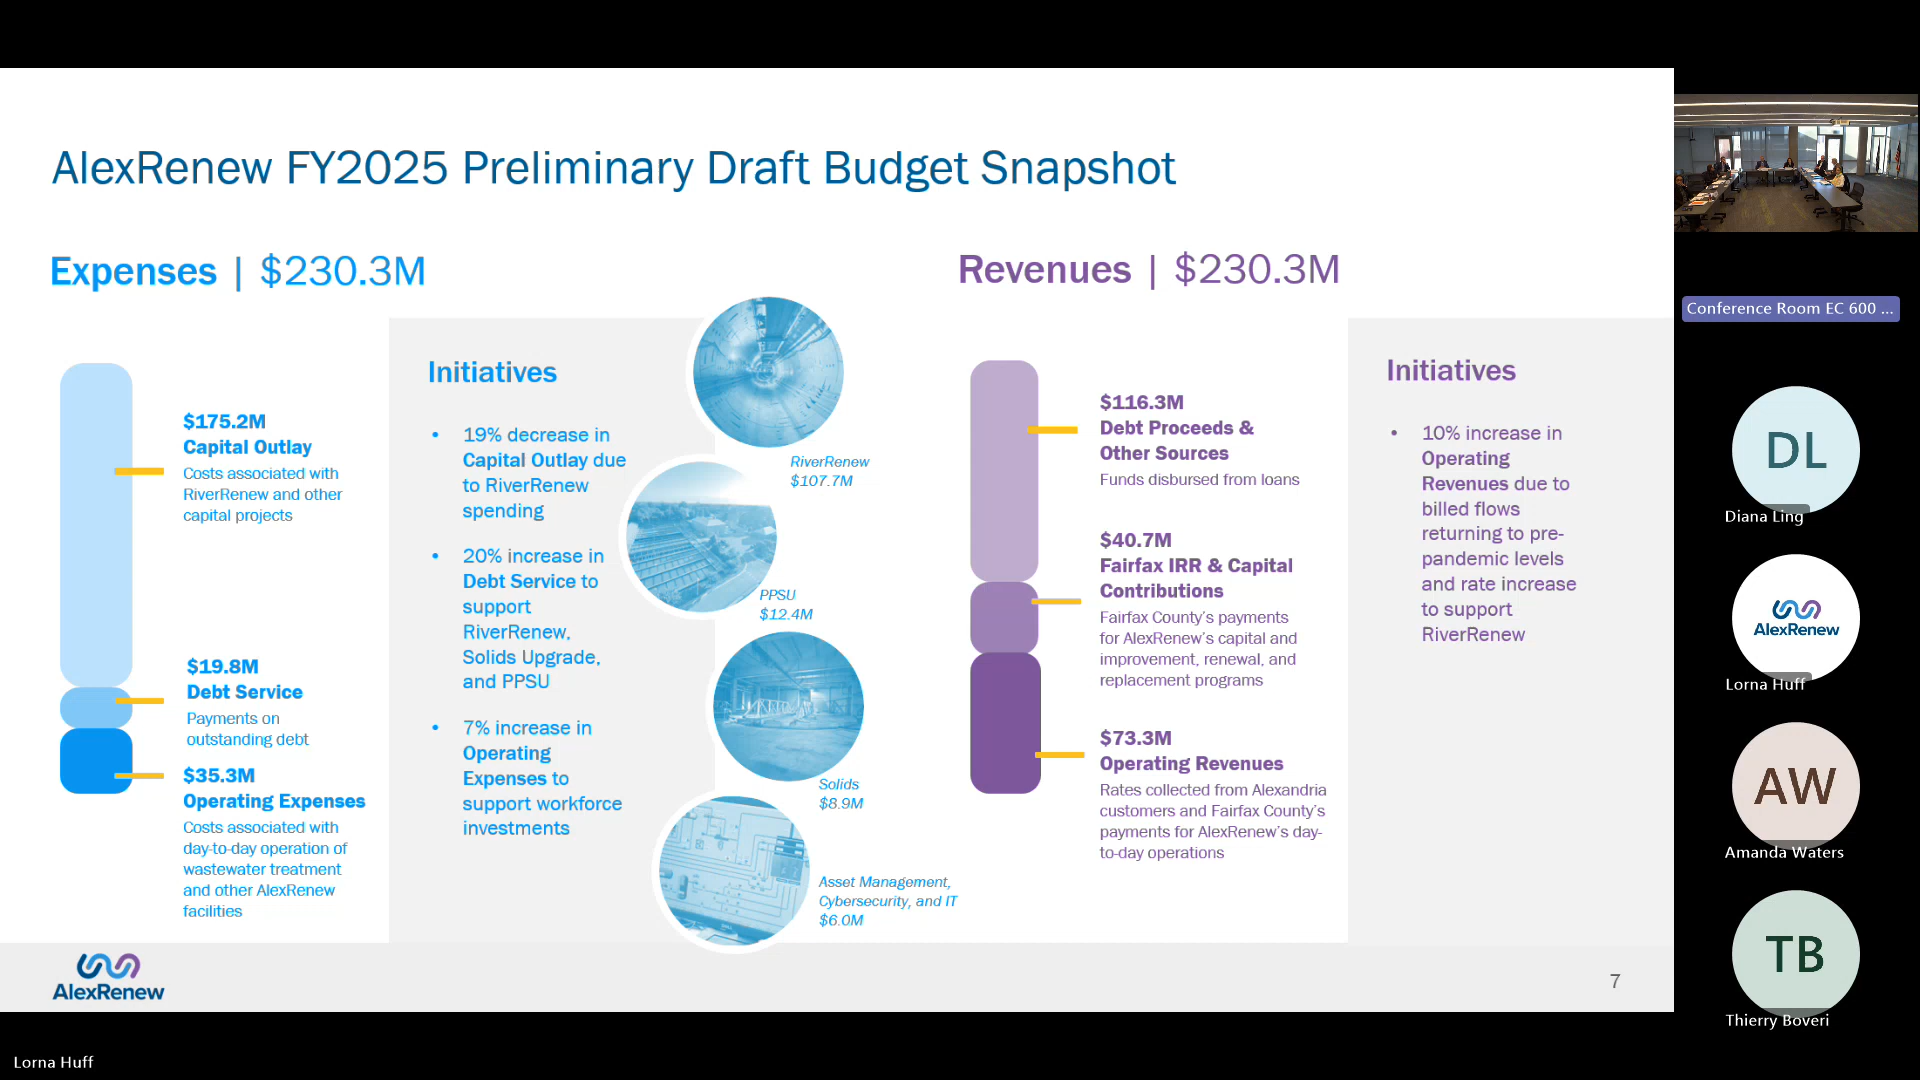 AlexRenew FY2025 Preliminary Draft Budget Snapshot
Expenses | $230.3M
$175.2M
Capital Outlay
Costs associated with
RiverRenew and other
capital projects
$19.8M
Debt Service
Payments on
outstanding debt
$35.3M
Operating Expenses
Costs associated with
day-to-day operation of
wastewater treatment
and other AlexRenew
facilities
Initiatives
• 19% decrease in
Capital Outlay due
to RiverRenew
spending
• 20% increase in
Debt Service to
support
RiverRenew,
Solids Upgrade,
and PPSU
• 7% increase in
Operating
Expenses to
support workforce
investments
RiverRenew
$107.7M
PPSU
$12.4M
Solids
$8.9M
Asset Management,
Cybersecurity, and IT
$6.0M
Revenues | $230.3M
$116.3M
Debt Proceeds &
Other Sources
Funds disbursed from loans
$40.7M
Fairfax IRR & Capital
Contributions
Fairfax County's payments
for AlexRenew's capital and
improvement, renewal, and
replacement programs
$73.3M
Operating Revenues
Rates collected from Alexandria
customers and Fairfax County's
payments for AlexRenew's day-
to-day operations
Initiatives
• 10% increase in
Operating
Revenues due to
billed flows
returning to pre-
pandemic levels
and rate increase
to support
RiverRenew
AlexRenew
7
Conference Room EC 600 ...
DL
Diana Ling
AlexRenew
Lorna Huff
AW
Amanda Waters
TB
Thierry Boveri
Lorna Huff